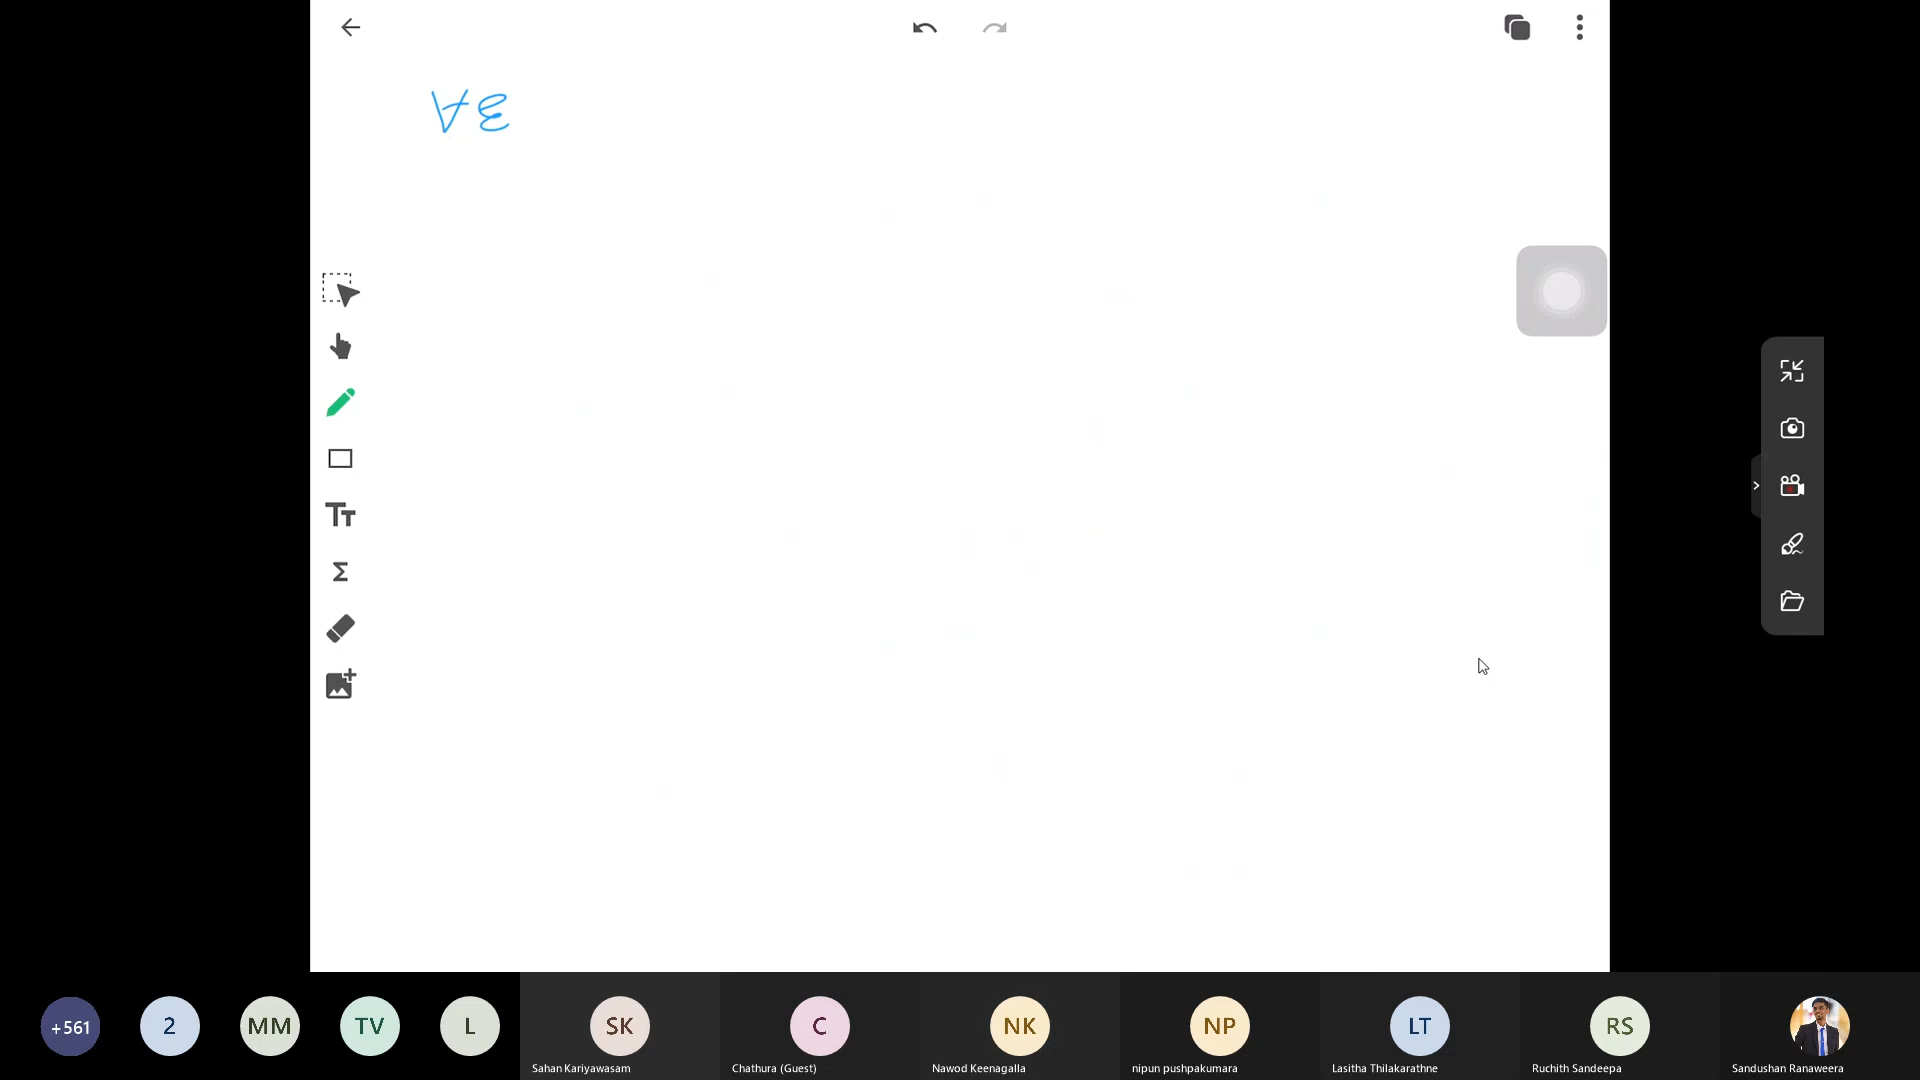 ∀ Ɛ
Tт
Σ
+561
2
MM
TV
L
SK
Sahan Kariyawasam
C
Chathura (Guest)
NK
Nawod Keenagalla
NP
nipun pushpakumara
LT
Lasitha Thilakarathne
RS
Ruchith Sandeepa
Sandushan Ranaweera